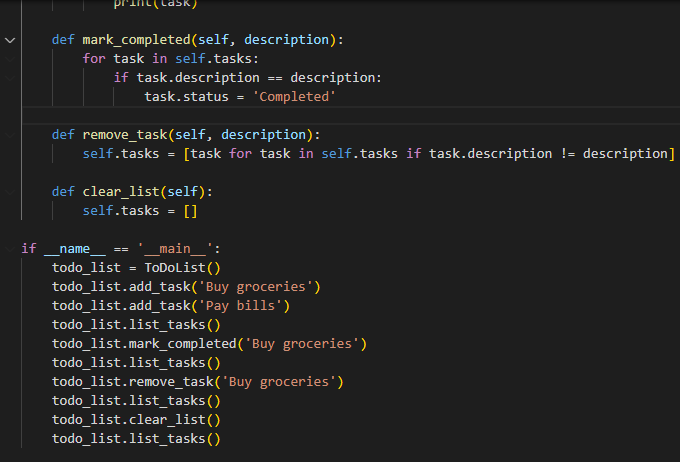 print(task)
def mark_completed(self, description):
for task in self.tasks:
if task.description == description:
task.status = 'Completed'
def remove_task(self, description):
self.tasks = [task for task in self.tasks if task.description != description]
def clear_list(self):
self.tasks = []
if __name__ == '__main__':
todo_list = ToDoList()
todo_list.add_task('Buy groceries')
todo_list.add_task('Pay bills')
todo_list.list_tasks()
todo_list.mark_completed('Buy groceries')
todo_list.list_tasks()
todo_list.remove_task('Buy groceries')
todo_list.list_tasks()
todo_list.clear_list()
todo_list.list_tasks()